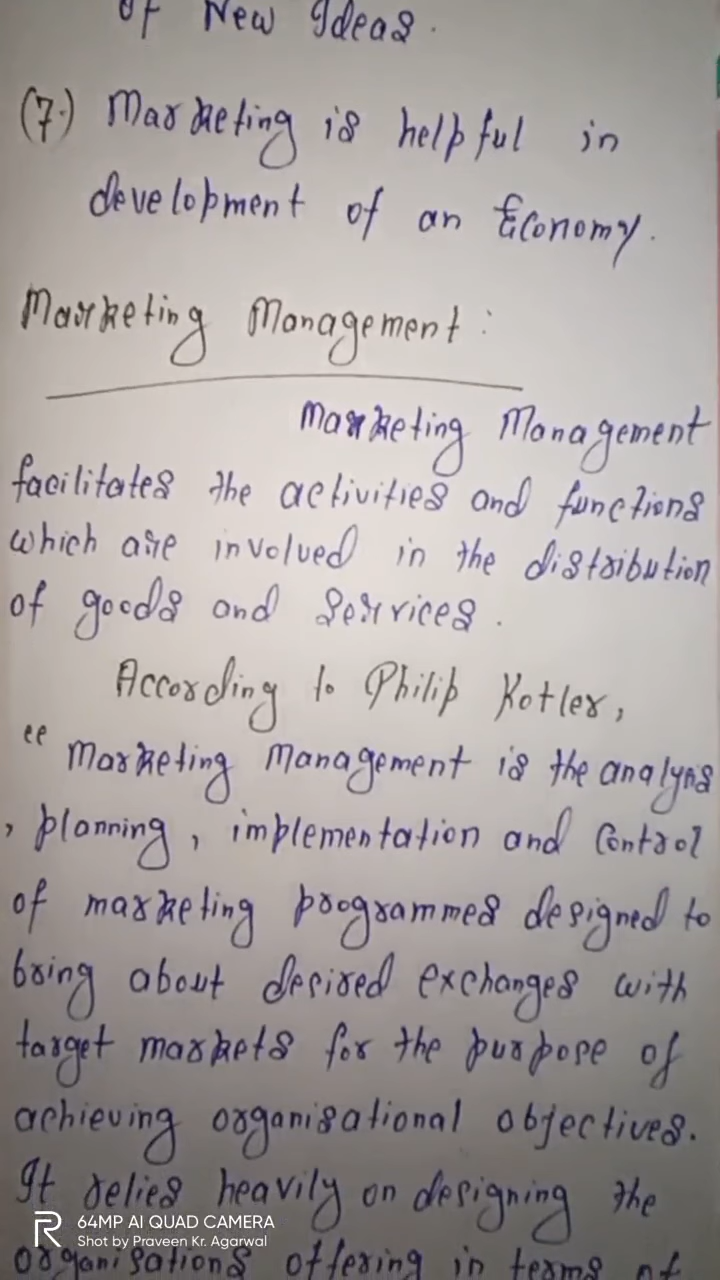 of New Ideas.
(7.) Marketing is helpful in
development of an Economy.
Marketing Management:
Marketing Management
facilitates the activities and functions
which are involued in the distribution
of goods and Services.
According to Philip Kotler,
"Marketing Management is the analysis
, planning, implementation and Control
of marketing programmes designed to
bring about desired exchanges with
target markets for the purpose of
achieving organisational objectives.
It relies heavily on designing the
organisations offering in terms of
64MP AI QUAD CAMERA
Shot by Praveen Kr. Agarwal